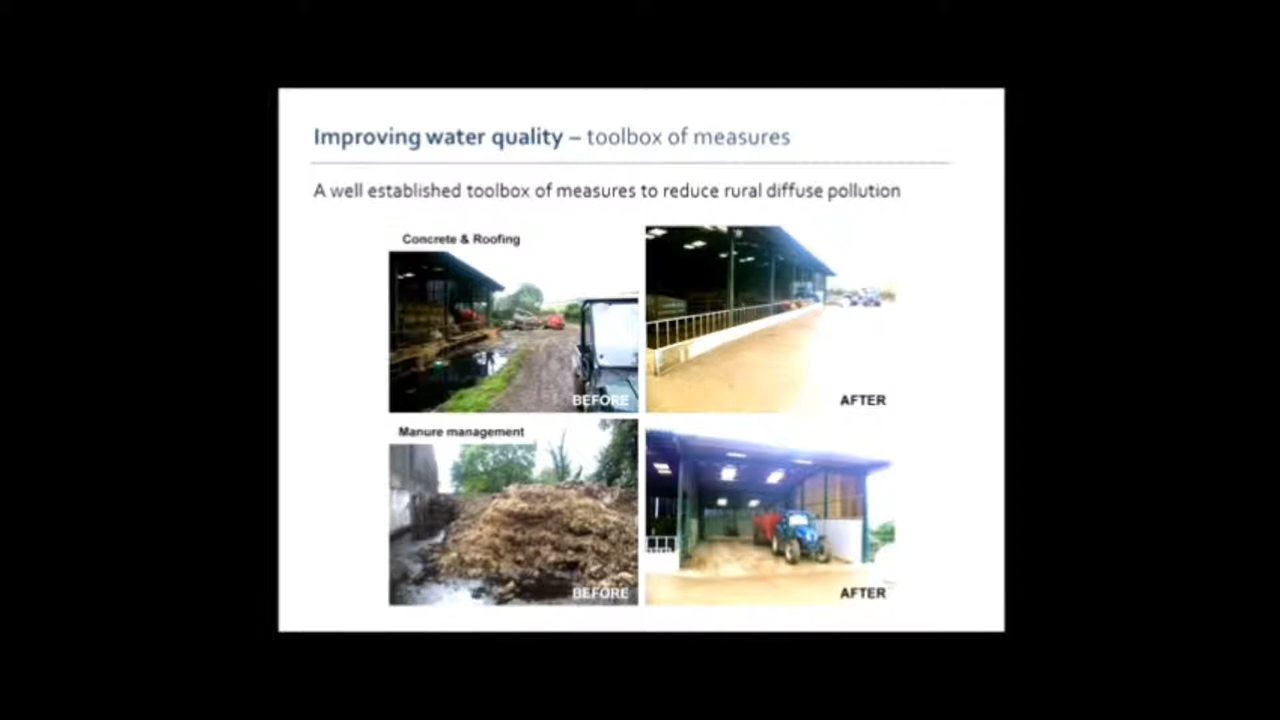 Improving water quality – toolbox of measures
A well established toolbox of measures to reduce rural diffuse pollution
Concrete & Roofing
BEFORE
AFTER
Manure management
BEFORE
AFTER